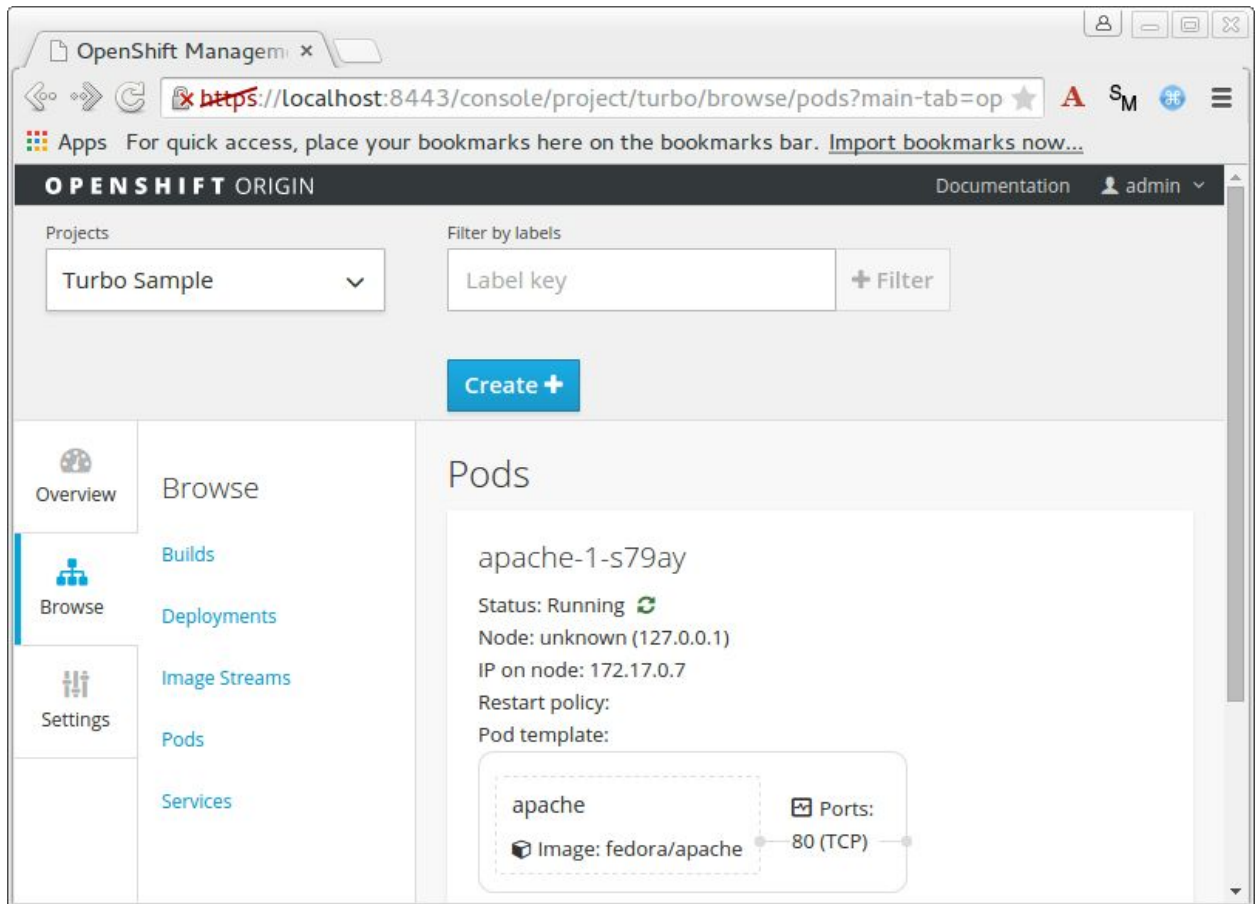 OpenShift Managem
https://localhost:8443/console/project/turbo/browse/pods?main-tab=op
A SM
Apps For quick access, place your bookmarks here on the bookmarks bar. Import bookmarks now...
OPENSHIFT ORIGIN Documentation admin
Projects Filter by labels
Turbo Sample Label key Filter
Create
Overview
Browse
Settings
Browse
Builds
Deployments
Image Streams
Pods
Services
Pods
apache-1-s79ay
Status: Running
Node: unknown (127.0.0.1)
IP on node: 172.17.0.7
Restart policy:
Pod template:
apache
Image: fedora/apache
Ports:
80 (TCP)